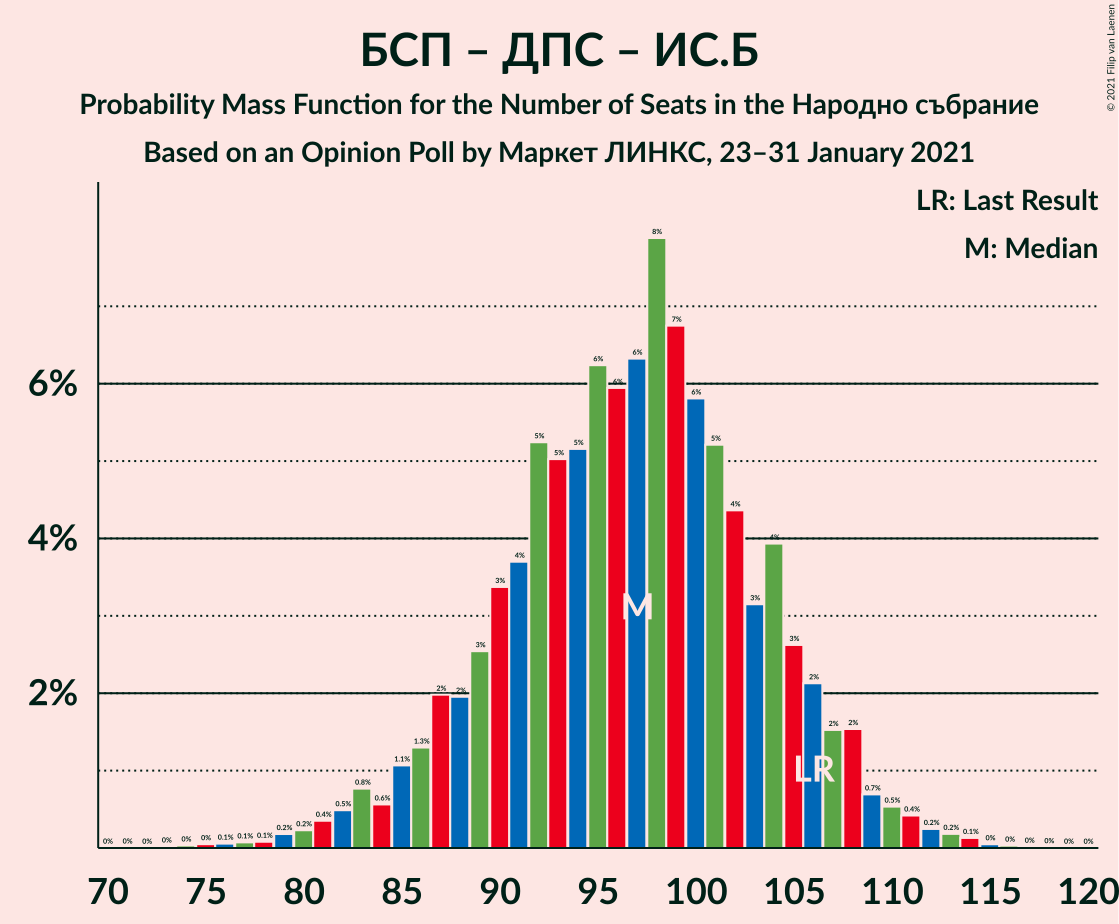 БСП – ДПС – ИС.Б
Probability Mass Function for the Number of Seats in the Народно събрание
Based on an Opinion Poll by Маркет ЛИНКС, 23–31 January 2021
© 2021 Filip van Laenen
LR: Last Result
M: Median
6%
4%
2%
0% 0% 0% 0% 0% 0% 0.1% 0.1% 0.1% 0.2% 0.2% 0.4% 0.5% 0.8% 0.6% 1.1% 1.3% 2% 2% 3% 3% 4% 5% 5% 5% 6% 6% 6% 8% 7% 6% 5% 4% 3% 4% 3% 2% 2% 2% 0.7% 0.5% 0.4% 0.2% 0.2% 0.1% 0% 0% 0% 0% 0% 0%
M
LR
70 75 80 85 90 95 100 105 110 115 120